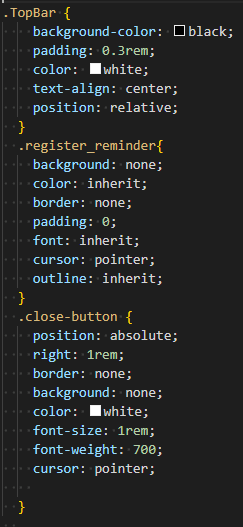 .TopBar {
background-color: black;
padding: 0.3rem;
color: white;
text-align: center;
position: relative;
}
.register_reminder{
background: none;
color: inherit;
border: none;
padding: 0;
font: inherit;
cursor: pointer;
outline: inherit;
}
.close-button {
position: absolute;
right: 1rem;
border: none;
background: none;
color: white;
font-size: 1rem;
font-weight: 700;
cursor: pointer;
}